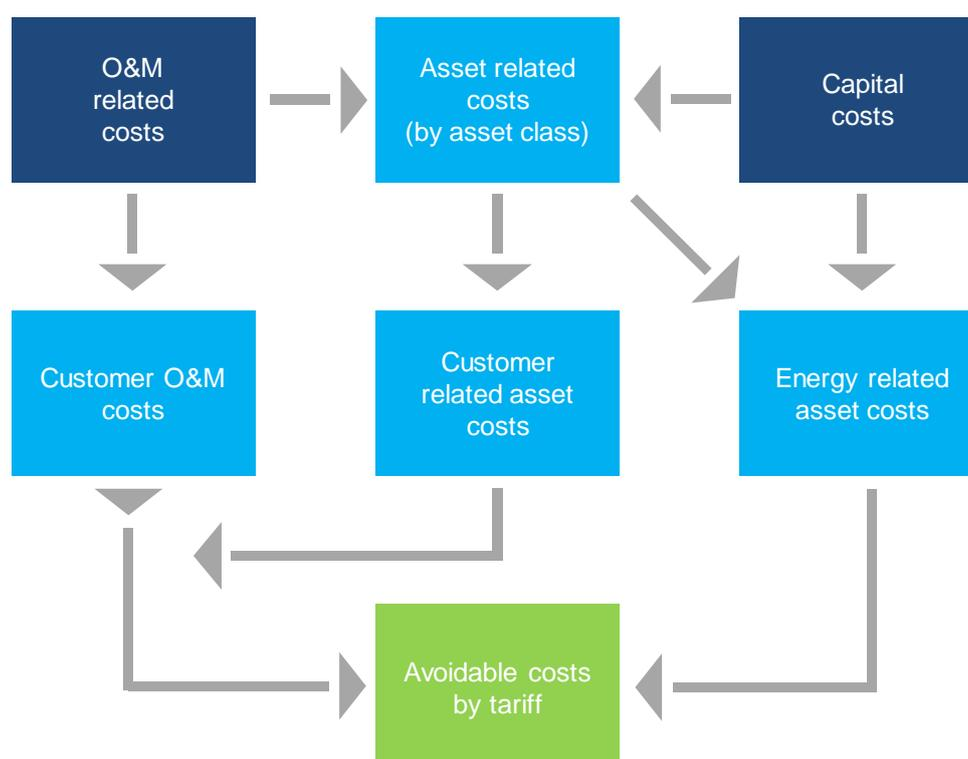 O&M
related
costs
Asset related
costs
(by asset class)
Capital
costs
Customer O&M
costs
Customer
related asset
costs
Energy related
asset costs
Avoidable costs
by tariff